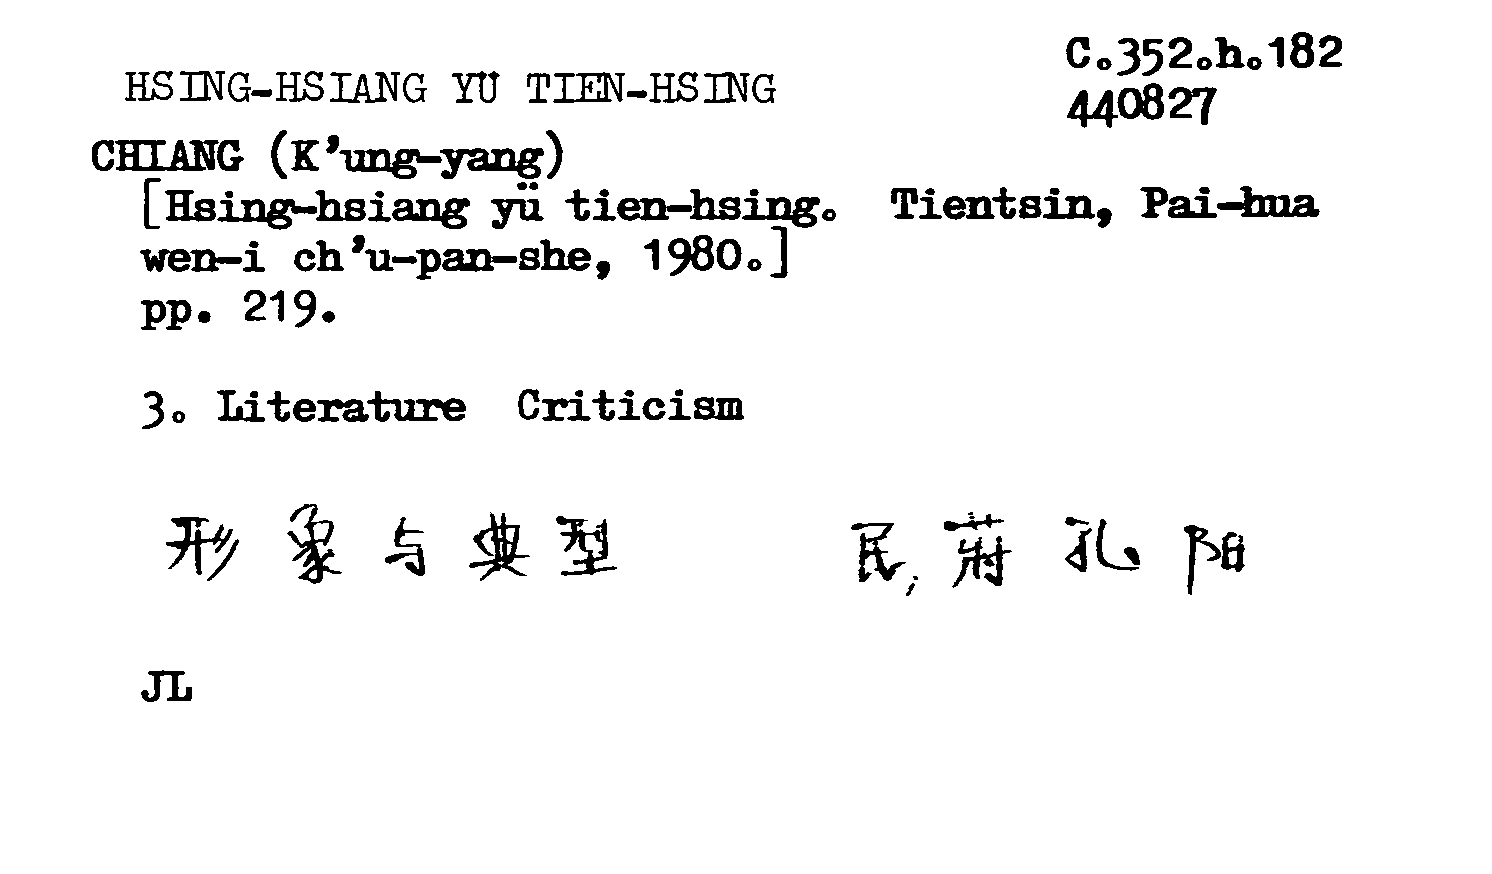 HSING-HSIANG YU TIEN-HSING
C.352.h.182
440827
CHIANG (K'ung-yang)
[Hsing-hsiang yü tien-hsing. Tientsin, Pai-hua
wen-i ch'u-pan-she, 1980.]
pp. 219.
3. Literature Criticism
形象与典型 民, 蒋孔阳
JL